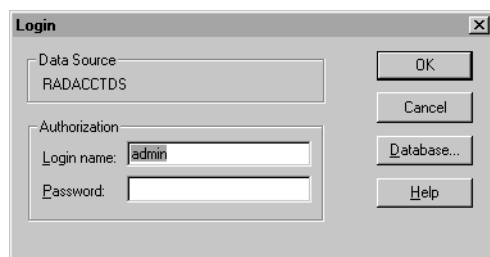 Login
Data Source
RADACCTDS
Authorization
Login name: admin
Password:
OK
Cancel
Database...
Help